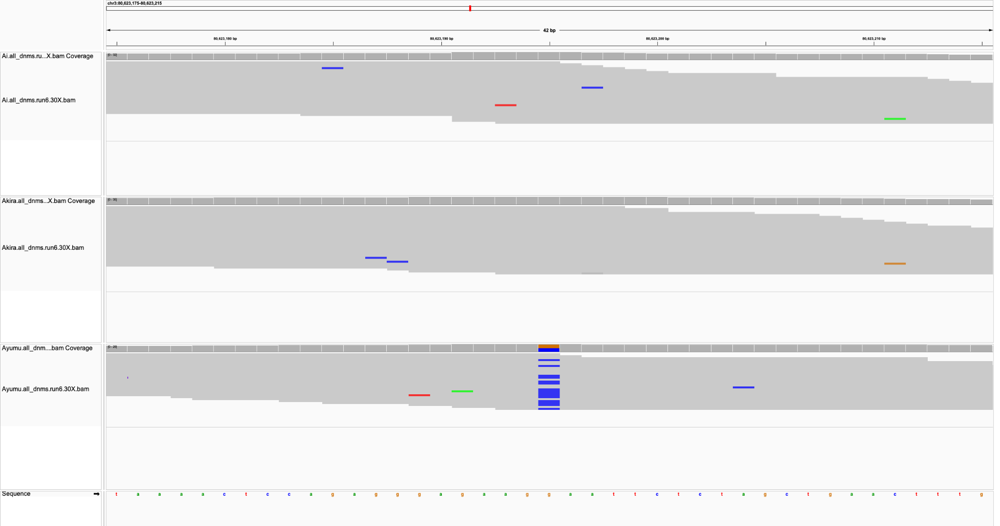 chr3:80,623,175-80,623,215
42 bp
80,623,180 bp 80,623,190 bp 80,623,200 bp 80,623,210 bp
Ai.all_dnms.ru...X.bam Coverage
[0 - 32]
Ai.all_dnms.run6.30X.bam
Akira.all_dnms...X.bam Coverage
[0 - 35]
Akira.all_dnms.run6.30X.bam
Ayumu.all_dnm....bam Coverage
[0 - 29]
Ayumu.all_dnms.run6.30X.bam
Sequence t a a a a c t c c a g a g g g a g a a g g a a t t c t c t a g c t g a a c t t t g